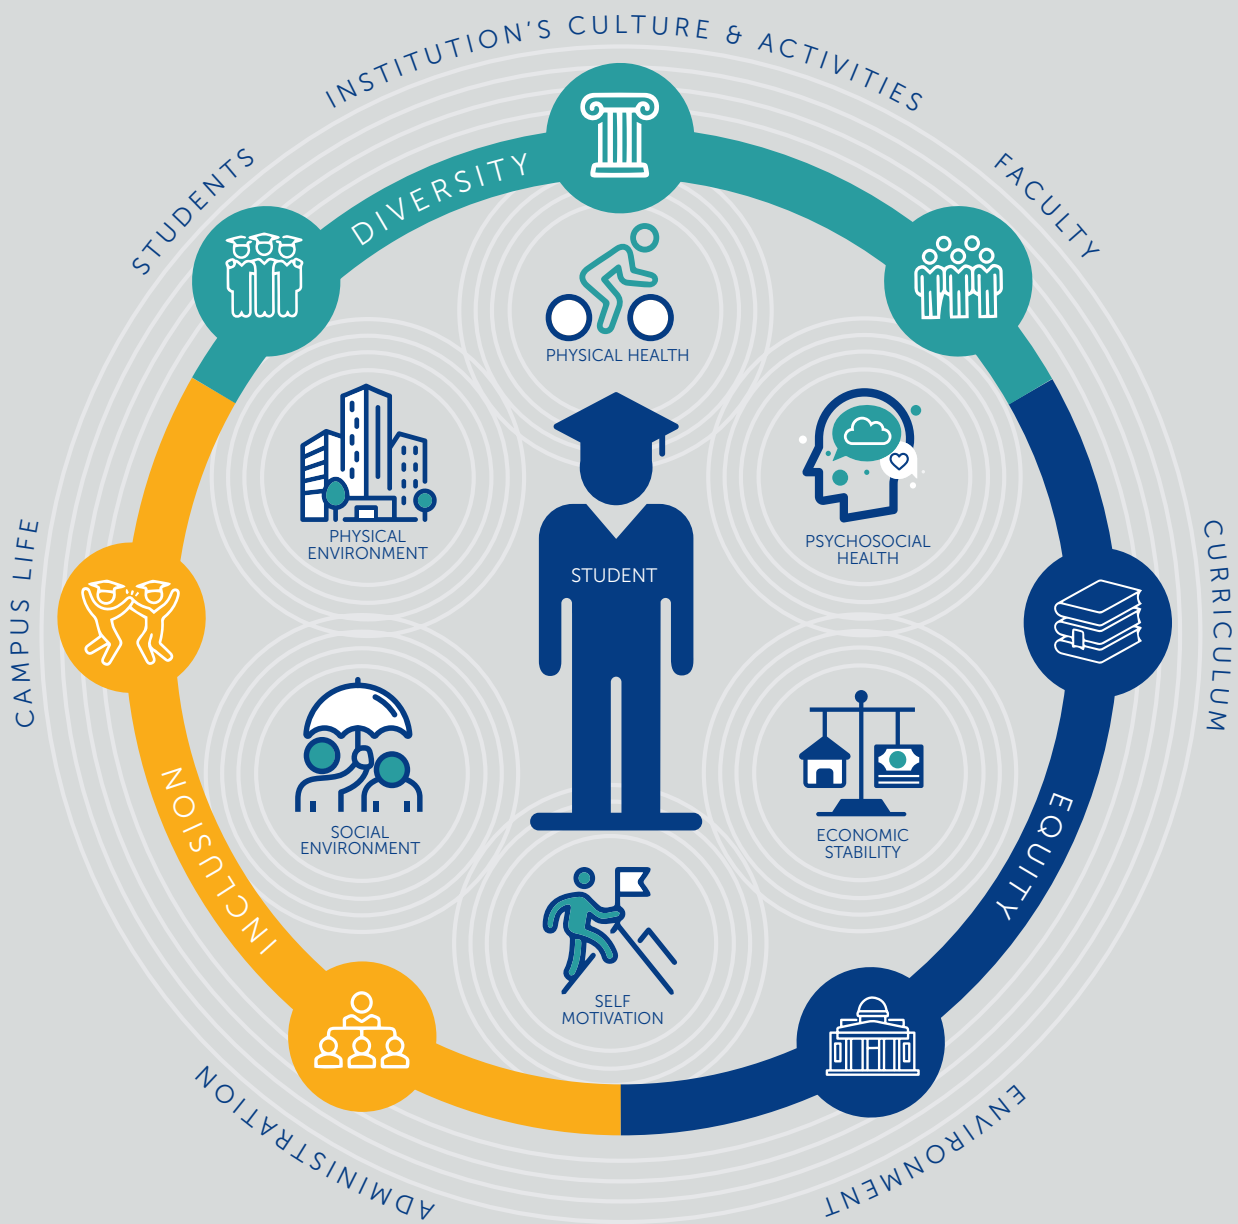 INSTITUTION'S CULTURE & ACTIVITIES
STUDENTS
FACULTY
DIVERSITY
PHYSICAL HEALTH
PHYSICAL
ENVIRONMENT
PSYCHOSOCIAL
HEALTH
CAMPUS LIFE
STUDENT
CURRICULUM
SOCIAL
ENVIRONMENT
ECONOMIC
STABILITY
INCLUSION
EQUITY
SELF
MOTIVATION
ADMINISTRATION
ENVIRONMENT